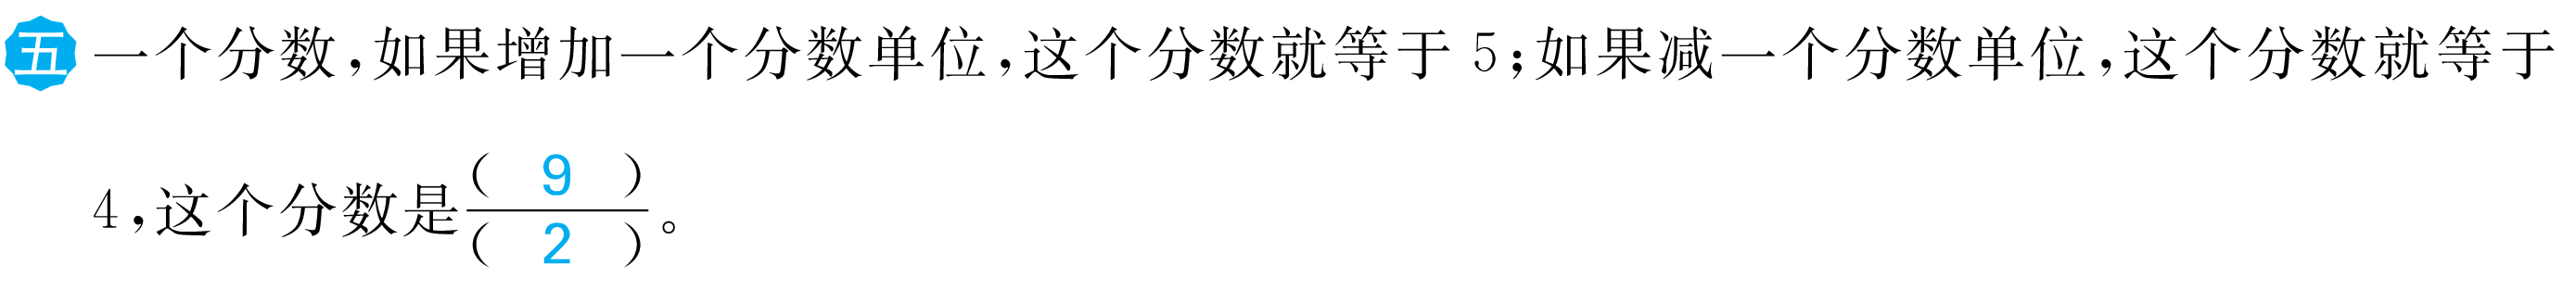 五 一个分数,如果增加一个分数单位,这个分数就等于 5;如果减一个分数单位,这个分数就等于
4,这个分数是( 9 )/( 2 )。